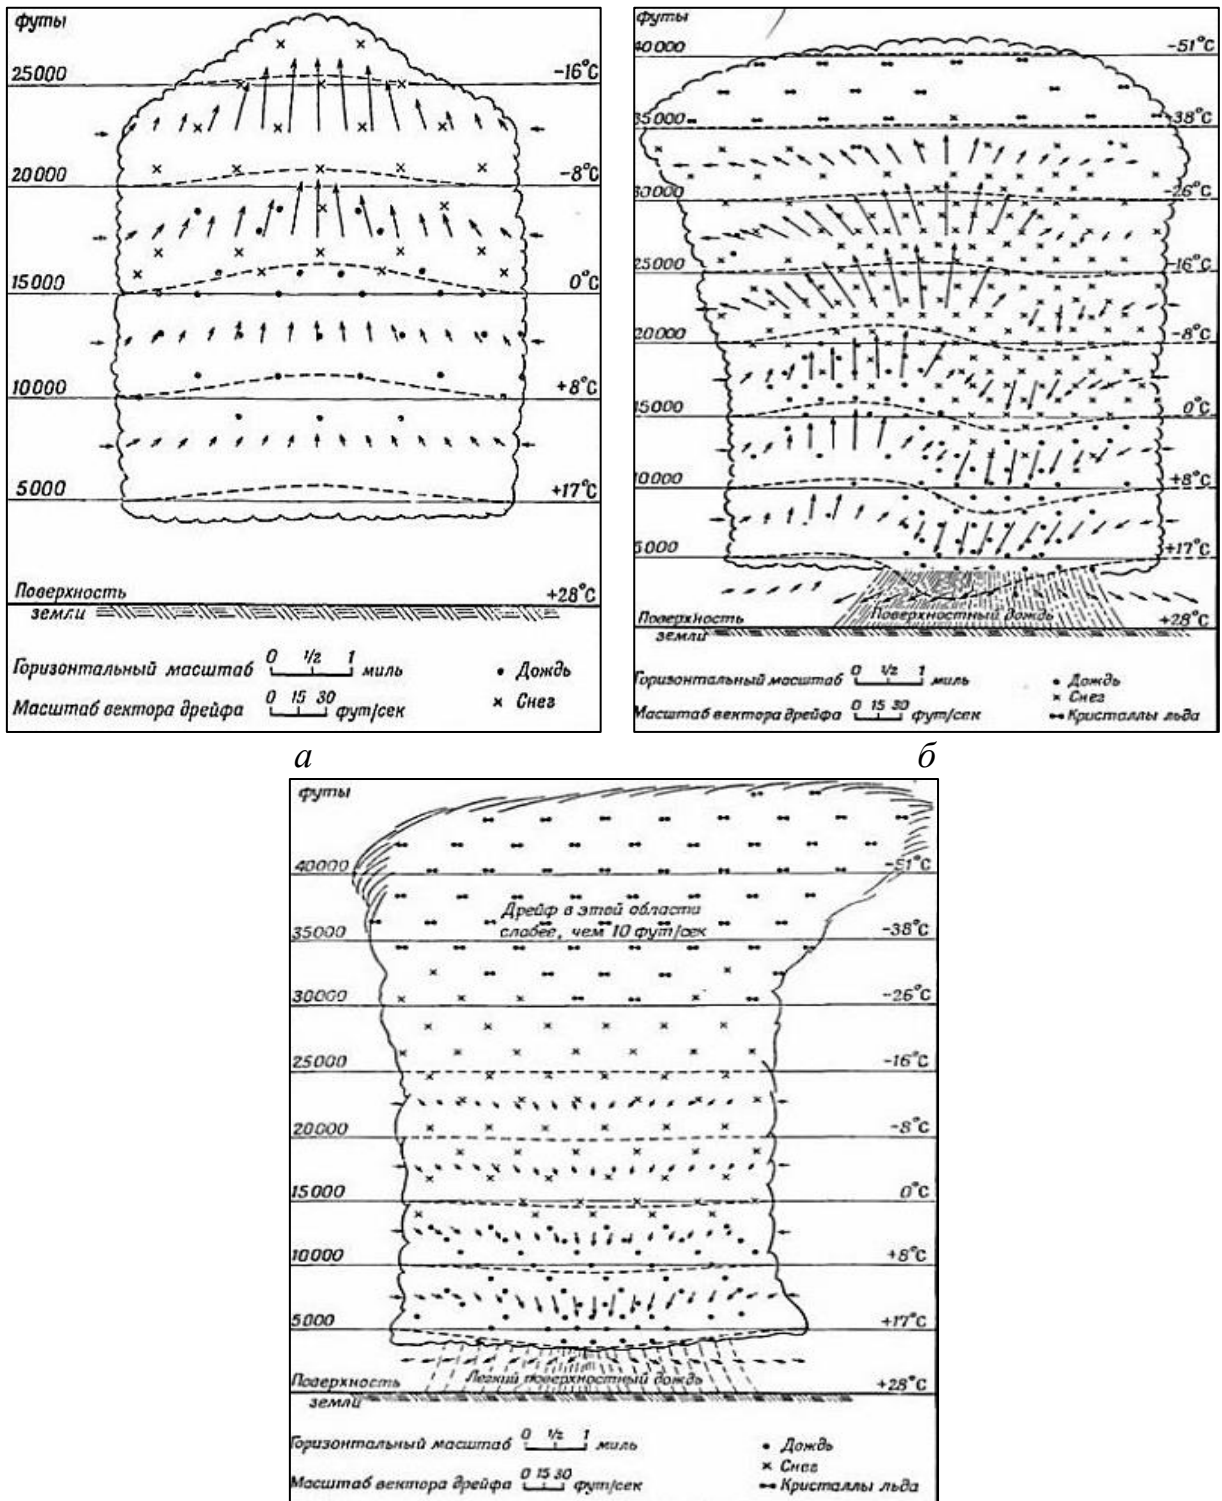 футы
25000 -16°C
20000 -8°C
15000 0°C
10000 +8°C
5000 +17°C
Поверхность +28°C
земли
Горизонтальный масштаб 0 1/2 1 миль • Дождь
Масштаб вектора дрейфа 0 15 30 фут/сек × Снег
а
футы
40000 -51°C
35000 -38°C
30000 -26°C
25000 -16°C
20000 -8°C
15000 0°C
10000 +8°C
5000 +17°C
Поверхностный дождь
Поверхность +28°C
земли
Горизонтальный масштаб 0 1/2 1 миль • Дождь
× Снег
Масштаб вектора дрейфа 0 15 30 фут/сек Кристаллы льда
б
футы
40000 -51°C
Дрейф в этой области
слабее, чем 10 фут/сек
35000 -38°C
30000 -26°C
25000 -16°C
20000 -8°C
15000 0°C
10000 +8°C
5000 +17°C
Легкий поверхностный дождь
Поверхность +28°C
земли
Горизонтальный масштаб 0 1/2 1 миль • Дождь
× Снег
Масштаб вектора дрейфа 0 15 30 фут/сек Кристаллы льда